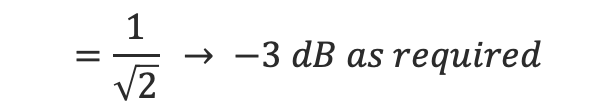 = 1/√2 → −3 dB as required